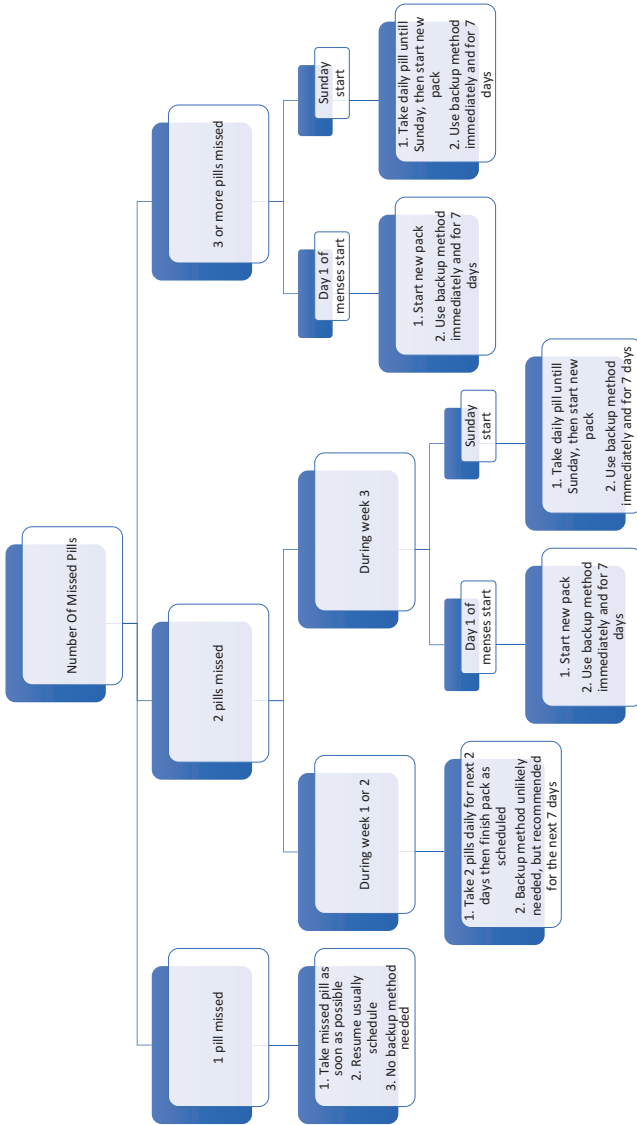 Number Of Missed Pills
1 pill missed
1. Take missed pill as
soon as possible
2. Resume usually
schedule
3. No backup method
needed
2 pills missed
During week 1 or 2
1. Take 2 pills daily for next 2
days then finish pack as
scheduled
2. Backup method unlikely
needed, but recommended
for the next 7 days
During week 3
Day 1 of
menses start
1. Start new pack
2. Use backup method
immediately and for 7
days
Sunday
start
1. Take daily pill untill
Sunday, then start new
pack
2. Use backup method
immediately and for 7 days
3 or more pills missed
Day 1 of
menses start
1. Start new pack
2. Use backup method
immediately and for 7
days
Sunday
start
1. Take daily pill untill
Sunday, then start new
pack
2. Use backup method
immediately and for 7
days